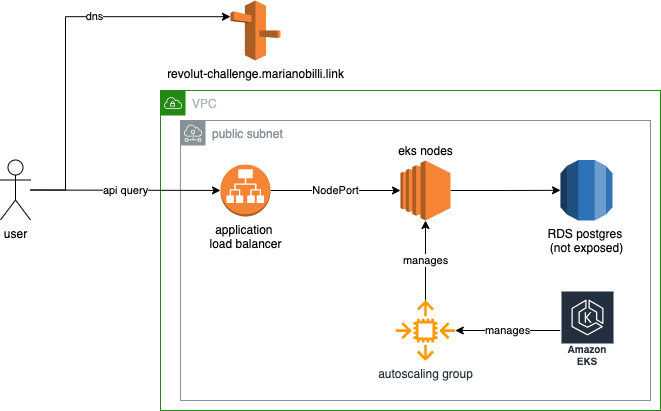 dns
revolut-challenge.marianobilli.link
VPC
public subnet
eks nodes
api query
NodePort
user
application
load balancer
RDS postgres
(not exposed)
manages
manages
K
autoscaling group
Amazon
EKS